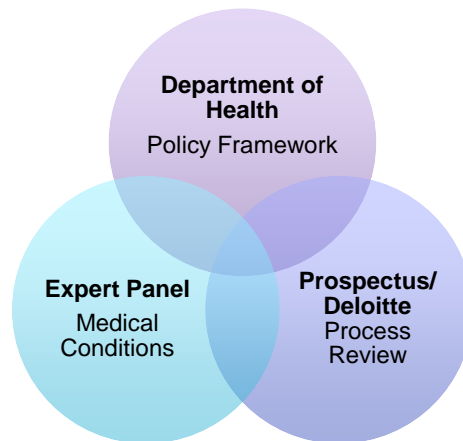 Department of
Health
Policy Framework
Expert Panel
Medical
Conditions
Prospectus/
Deloitte
Process
Review